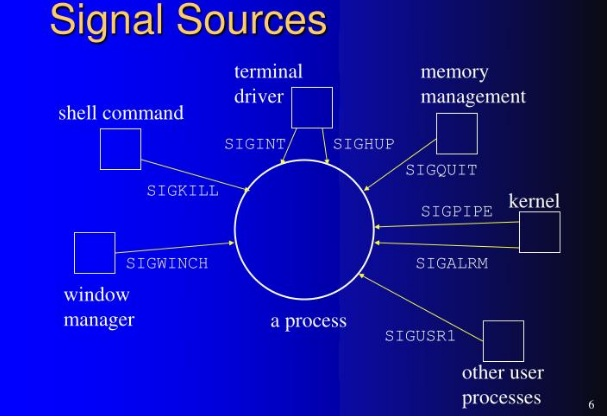 Signal Sources
terminal
driver
memory
management
shell command
SIGINT
SIGHUP
SIGQUIT
SIGKILL
kernel
SIGPIPE
SIGWINCH
SIGALRM
window
manager
a process
SIGUSR1
other user
processes
6